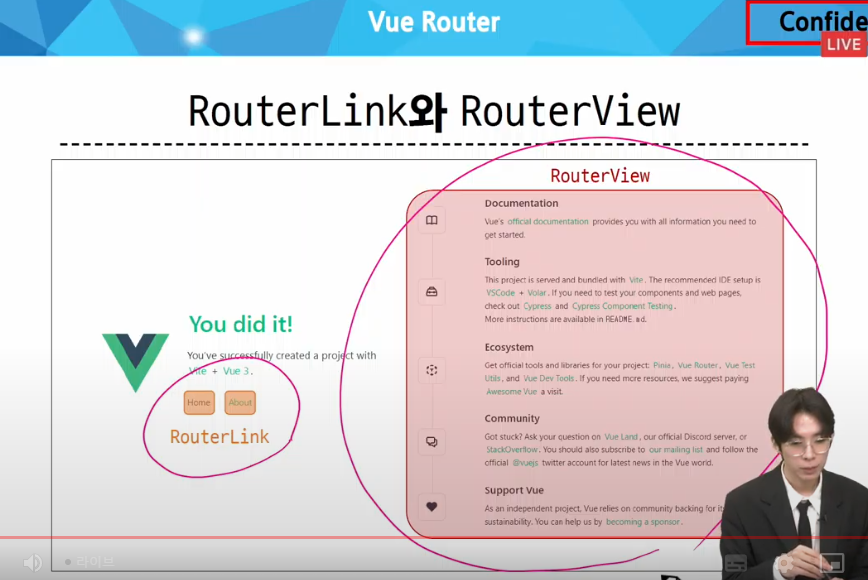 Vue Router
Confide
LIVE
RouterLink와 RouterView
RouterView
Documentation
Vue's official documentation provides you with all information you need to
get started.
Tooling
This project is served and bundled with Vite. The recommended IDE setup is
VSCode + Volar. If you need to test your components and web pages,
check out Cypress and Cypress Component Testing.
More instructions are available in README.md.
Ecosystem
Get official tools and libraries for your project: Pinia, Vue Router, Vue Test
Utils, and Vue Dev Tools. If you need more resources, we suggest paying
Awesome Vue a visit.
Community
Got stuck? Ask your question on Vue Land, our official Discord server, or
StackOverflow. You should also subscribe to our mailing list and follow the
official @vuejs twitter account for latest news in the Vue world.
Support Vue
As an independent project, Vue relies on community backing for it
sustainability. You can help us by becoming a sponsor.
You did it!
You've successfully created a project with
Vite + Vue 3.
Home
About
RouterLink
라이브